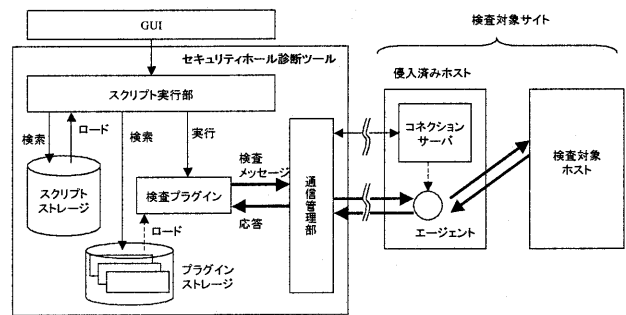 GUI
検査対象サイト
セキュリティホール診断ツール
侵入済みホスト
スクリプト実行部
検索
ロード
検索
実行
コネクション
サーバ
検査対象
ホスト
スクリプト
ストレージ
検査プラグイン
検査
メッセージ
応答
通信管理部
エージェント
ロード
プラグイン
ストレージ